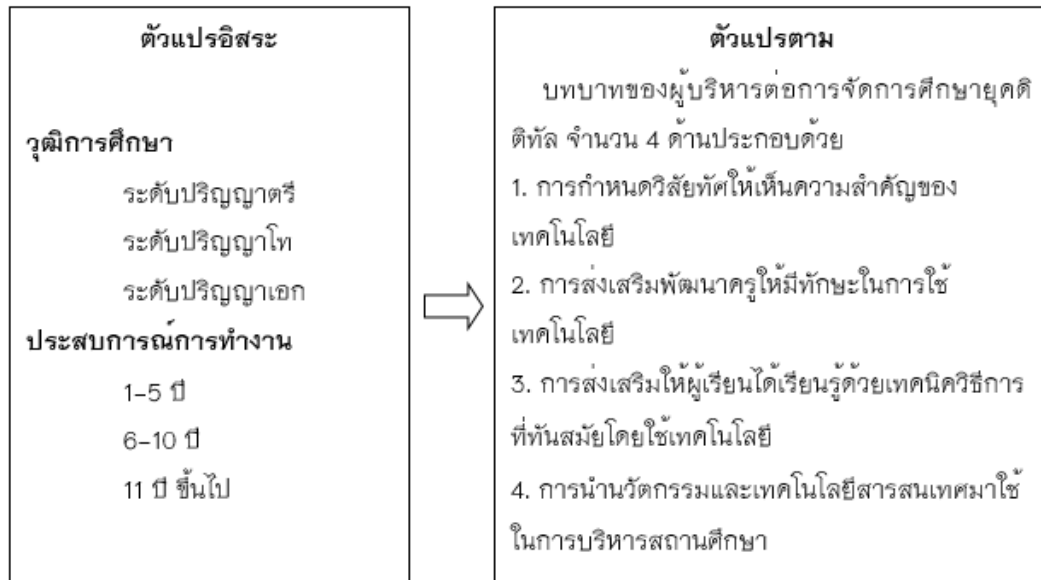 ตัวแปรอิสระ
วุฒิการศึกษา
ระดับปริญญาตรี
ระดับปริญญาโท
ระดับปริญญาเอก
ประสบการณ์การทำงาน
1-5 ปี
6-10 ปี
11 ปี ขึ้นไป
ตัวแปรตาม
บทบาทของผู้บริหารต่อการจัดการศึกษายุคดิ
ติทัล จำนวน 4 ด้านประกอบด้วย
1. การกำหนดวิสัยทัศให้เห็นความสำคัญของ
เทคโนโลยี
2. การส่งเสริมพัฒนาครูให้มีทักษะในการใช้
เทคโนโลยี
3. การส่งเสริมให้ผู้เรียนได้เรียนรู้ด้วยเทคนิควิธีการ
ที่ทันสมัยโดยใช้เทคโนโลยี
4. การนำนวัตกรรมและเทคโนโลยีสารสนเทศมาใช้
ในการบริหารสถานศึกษา